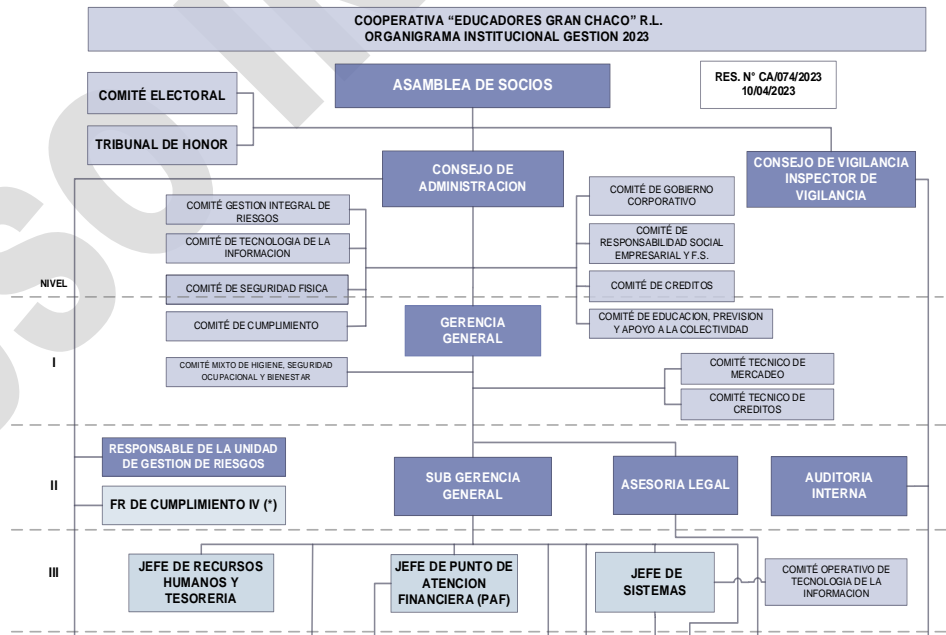 COOPERATIVA “EDUCADORES GRAN CHACO” R.L.
ORGANIGRAMA INSTITUCIONAL GESTION 2023
ASAMBLEA DE SOCIOS
RES. N° CA/074/2023
10/04/2023
COMITÉ ELECTORAL
TRIBUNAL DE HONOR
CONSEJO DE
ADMINISTRACION
CONSEJO DE VIGILANCIA
INSPECTOR DE
VIGILANCIA
COMITÉ GESTION INTEGRAL DE
RIESGOS
COMITÉ DE GOBIERNO
CORPORATIVO
COMITÉ DE TECNOLOGIA DE LA
INFORMACION
COMITÉ DE
RESPONSABILIDAD SOCIAL
EMPRESARIAL Y F.S.
NIVEL
COMITÉ DE SEGURIDAD FISICA
COMITÉ DE CREDITOS
COMITÉ DE CUMPLIMIENTO
GERENCIA
GENERAL
COMITÉ DE EDUCACION, PREVISION
Y APOYO A LA COLECTIVIDAD
I
COMITÉ MIXTO DE HIGIENE, SEGURIDAD
OCUPACIONAL Y BIENESTAR
COMITÉ TECNICO DE
MERCADEO
COMITÉ TECNICO DE
CREDITOS
RESPONSABLE DE LA UNIDAD
DE GESTION DE RIESGOS
II
FR DE CUMPLIMIENTO IV (*)
SUB GERENCIA
GENERAL
ASESORIA LEGAL
AUDITORIA
INTERNA
III
JEFE DE RECURSOS
HUMANOS Y
TESORERIA
JEFE DE PUNTO DE
ATENCION
FINANCIERA (PAF)
JEFE DE
SISTEMAS
COMITÉ OPERATIVO DE
TECNOLOGIA DE LA
INFORMACION